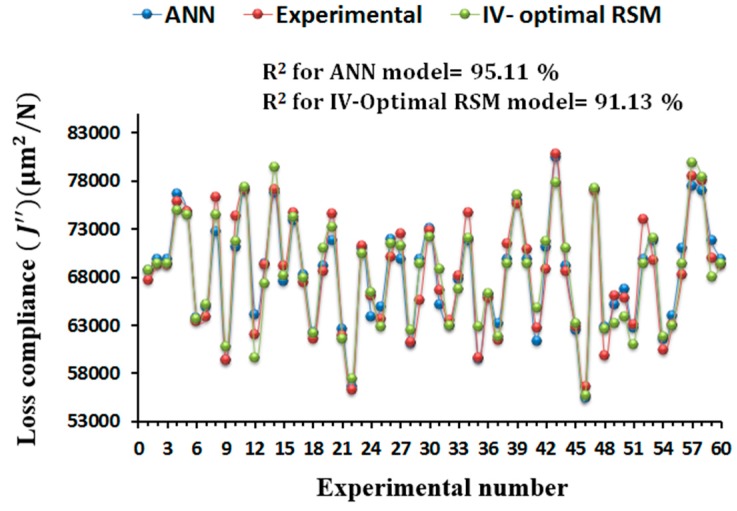 ANN Experimental IV- optimal RSM
R² for ANN model= 95.11 %
R² for IV-Optimal RSM model= 91.13 %
Loss compliance (J″)(µm²/N)
83000
78000
73000
68000
63000
58000
53000
0 3 6 9 12 15 18 21 24 27 30 33 36 39 42 45 48 51 54 57 60
Experimental number